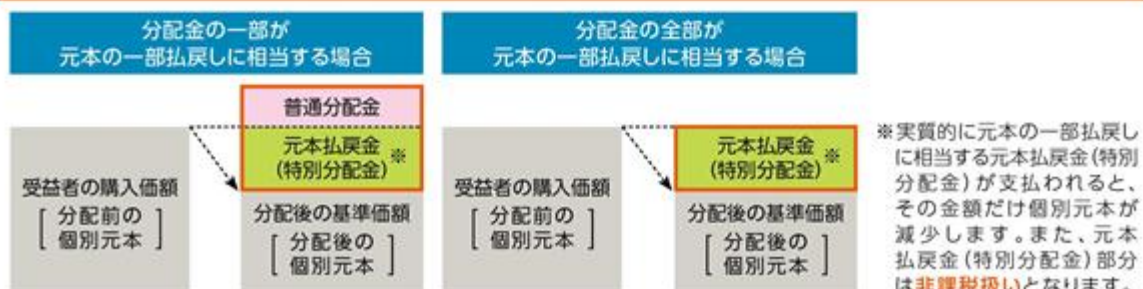 分配金の一部が
元本の一部払戻しに相当する場合
分配金の全部が
元本の一部払戻しに相当する場合
普通分配金
元本払戻金
(特別分配金)
※
受益者の購入価額
[分配前の
個別元本]
分配後の基準価額
[分配後の
個別元本]
元本払戻金
(特別分配金)
※
受益者の購入価額
[分配前の
個別元本]
分配後の基準価額
[分配後の
個別元本]
※実質的に元本の一部払戻し
に相当する元本払戻金(特別
分配金)が支払われると、
その金額だけ個別元本が
減少します。また、元本
払戻金(特別分配金)部分
は非課税扱いとなります。